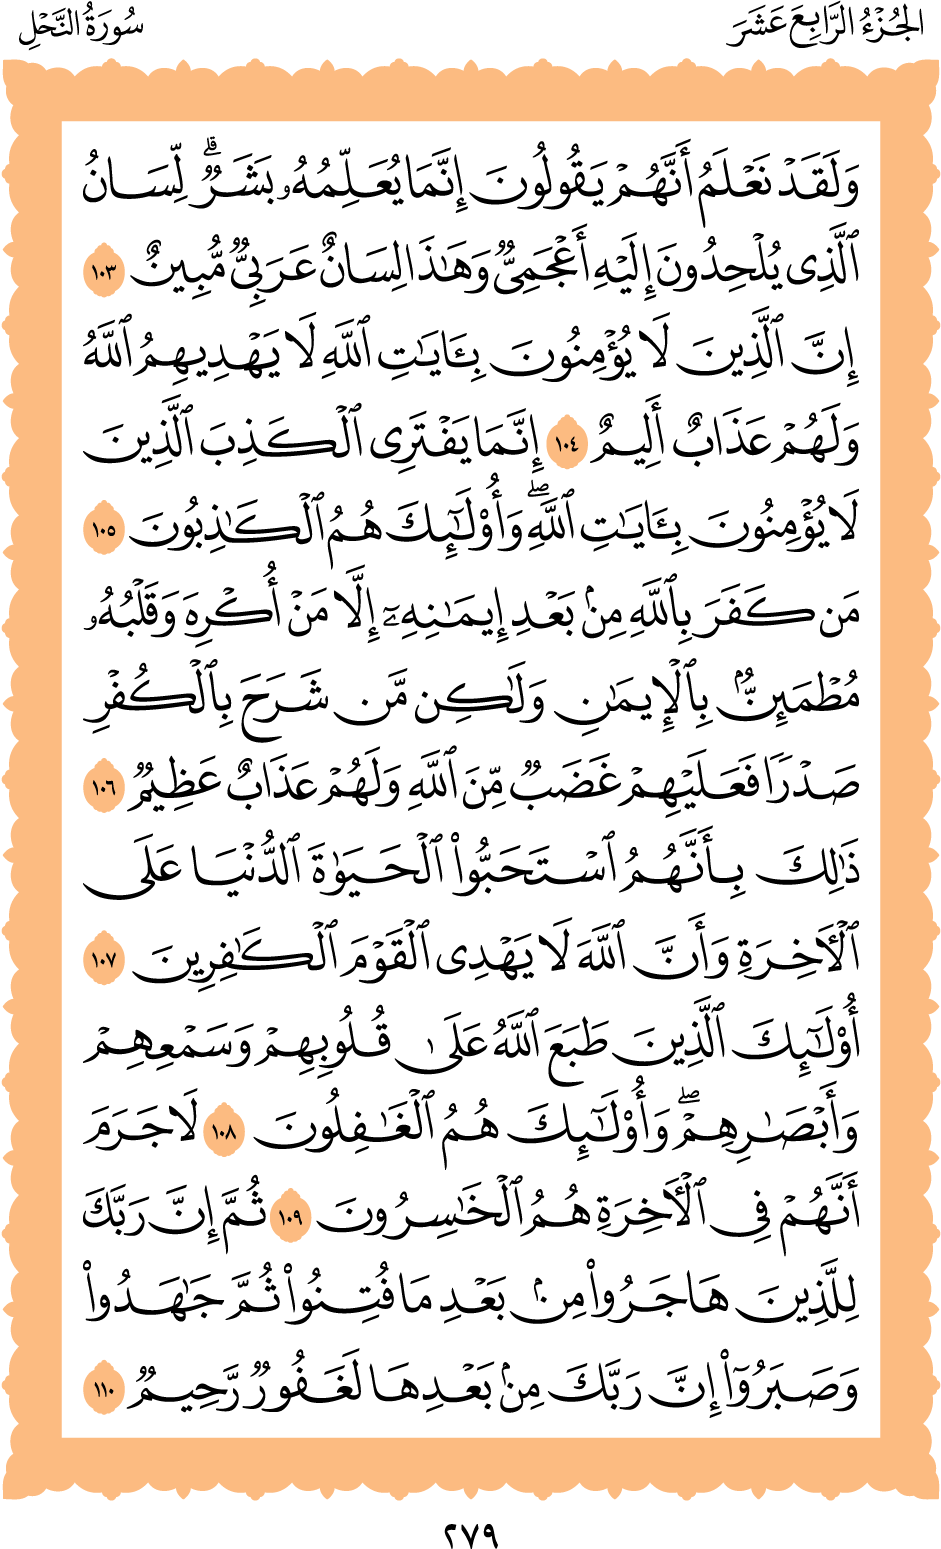 الجُزْءُ الرَّابِعَ عَشَرَ
سُورَةُ النَّحْلِ
وَلَقَدْ نَعْلَمُ أَنَّهُمْ يَقُولُونَ إِنَّمَا يُعَلِّمُهُۥ بَشَرٌۗ لِّسَانُ
ٱلَّذِى يُلْحِدُونَ إِلَيْهِ أَعْجَمِىٌّ وَهَٰذَا لِسَانٌ عَرَبِىٌّ مُّبِينٌ ١٠٣
إِنَّ ٱلَّذِينَ لَا يُؤْمِنُونَ بِـَٔايَٰتِ ٱللَّهِ لَا يَهْدِيهِمُ ٱللَّهُ
وَلَهُمْ عَذَابٌ أَلِيمٌ ١٠٤ إِنَّمَا يَفْتَرِى ٱلْكَذِبَ ٱلَّذِينَ
لَا يُؤْمِنُونَ بِـَٔايَٰتِ ٱللَّهِۖ وَأُو۟لَٰٓئِكَ هُمُ ٱلْكَٰذِبُونَ ١٠٥
مَن كَفَرَ بِٱللَّهِ مِنۢ بَعْدِ إِيمَٰنِهِۦٓ إِلَّا مَنْ أُكْرِهَ وَقَلْبُهُۥ
مُطْمَئِنٌّۢ بِٱلْإِيمَٰنِ وَلَٰكِن مَّن شَرَحَ بِٱلْكُفْرِ
صَدْرًا فَعَلَيْهِمْ غَضَبٌ مِّنَ ٱللَّهِ وَلَهُمْ عَذَابٌ عَظِيمٌ ١٠٦
ذَٰلِكَ بِأَنَّهُمُ ٱسْتَحَبُّوا۟ ٱلْحَيَوٰةَ ٱلدُّنْيَا عَلَى
ٱلْـَٔاخِرَةِ وَأَنَّ ٱللَّهَ لَا يَهْدِى ٱلْقَوْمَ ٱلْكَٰفِرِينَ ١٠٧
أُو۟لَٰٓئِكَ ٱلَّذِينَ طَبَعَ ٱللَّهُ عَلَىٰ قُلُوبِهِمْ وَسَمْعِهِمْ
وَأَبْصَٰرِهِمْۖ وَأُو۟لَٰٓئِكَ هُمُ ٱلْغَٰفِلُونَ ١٠٨ لَا جَرَمَ
أَنَّهُمْ فِى ٱلْـَٔاخِرَةِ هُمُ ٱلْخَٰسِرُونَ ١٠٩ ثُمَّ إِنَّ رَبَّكَ
لِلَّذِينَ هَاجَرُوا۟ مِنۢ بَعْدِ مَا فُتِنُوا۟ ثُمَّ جَٰهَدُوا۟
وَصَبَرُوٓا۟ إِنَّ رَبَّكَ مِنۢ بَعْدِهَا لَغَفُورٌ رَّحِيمٌ ١١٠
٢٧٩